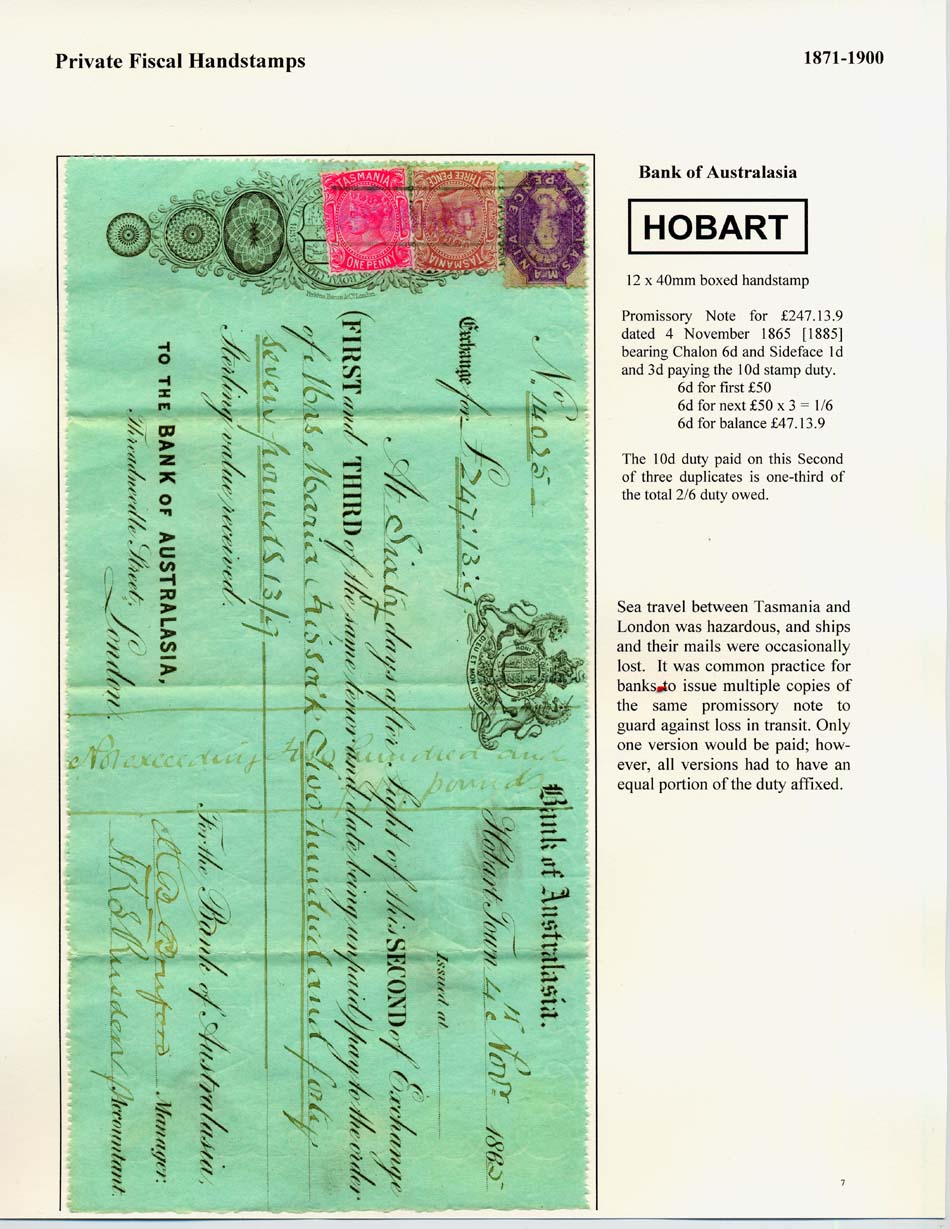 Private Fiscal Handstamps
1871-1900
Bank of Australasia
HOBART
12 x 40mm boxed handstamp
Promissory Note for £247.13.9
dated 4 November 1865 [1885]
bearing Chalon 6d and Sideface 1d
and 3d paying the 10d stamp duty.
6d for first £50
6d for next £50 x 3 = 1/6
6d for balance £47.13.9
The 10d duty paid on this Second
of three duplicates is one-third of
the total 2/6 duty owed.
Sea travel between Tasmania and
London was hazardous, and ships
and their mails were occasionally
lost. It was common practice for
banks to issue multiple copies of
the same promissory note to
guard against loss in transit. Only
one version would be paid; how-
ever, all versions had to have an
equal portion of the duty affixed.
7
TASMANIA
ONE PENNY
THREE PENCE
TASMANIA
Bank of Australasia.
No. 14025
Hobart Town 4th Novr 1865
Exchange for £247:13:9.
Issued at
DIEU ET MON DROIT
At Sixty days after sight of this SECOND of Exchange
(FIRST and THIRD of the same tenor and date being unpaid) pay to the order
of Mrs Maria Two hundred and forty
seven pounds 13/9
Sterling value received.
TO THE BANK OF AUSTRALASIA,
Threadneedle Street,
London.
Not exceeding Two hundred and
pounds
For the Bank of Australasia,
Manager.
Accountant.